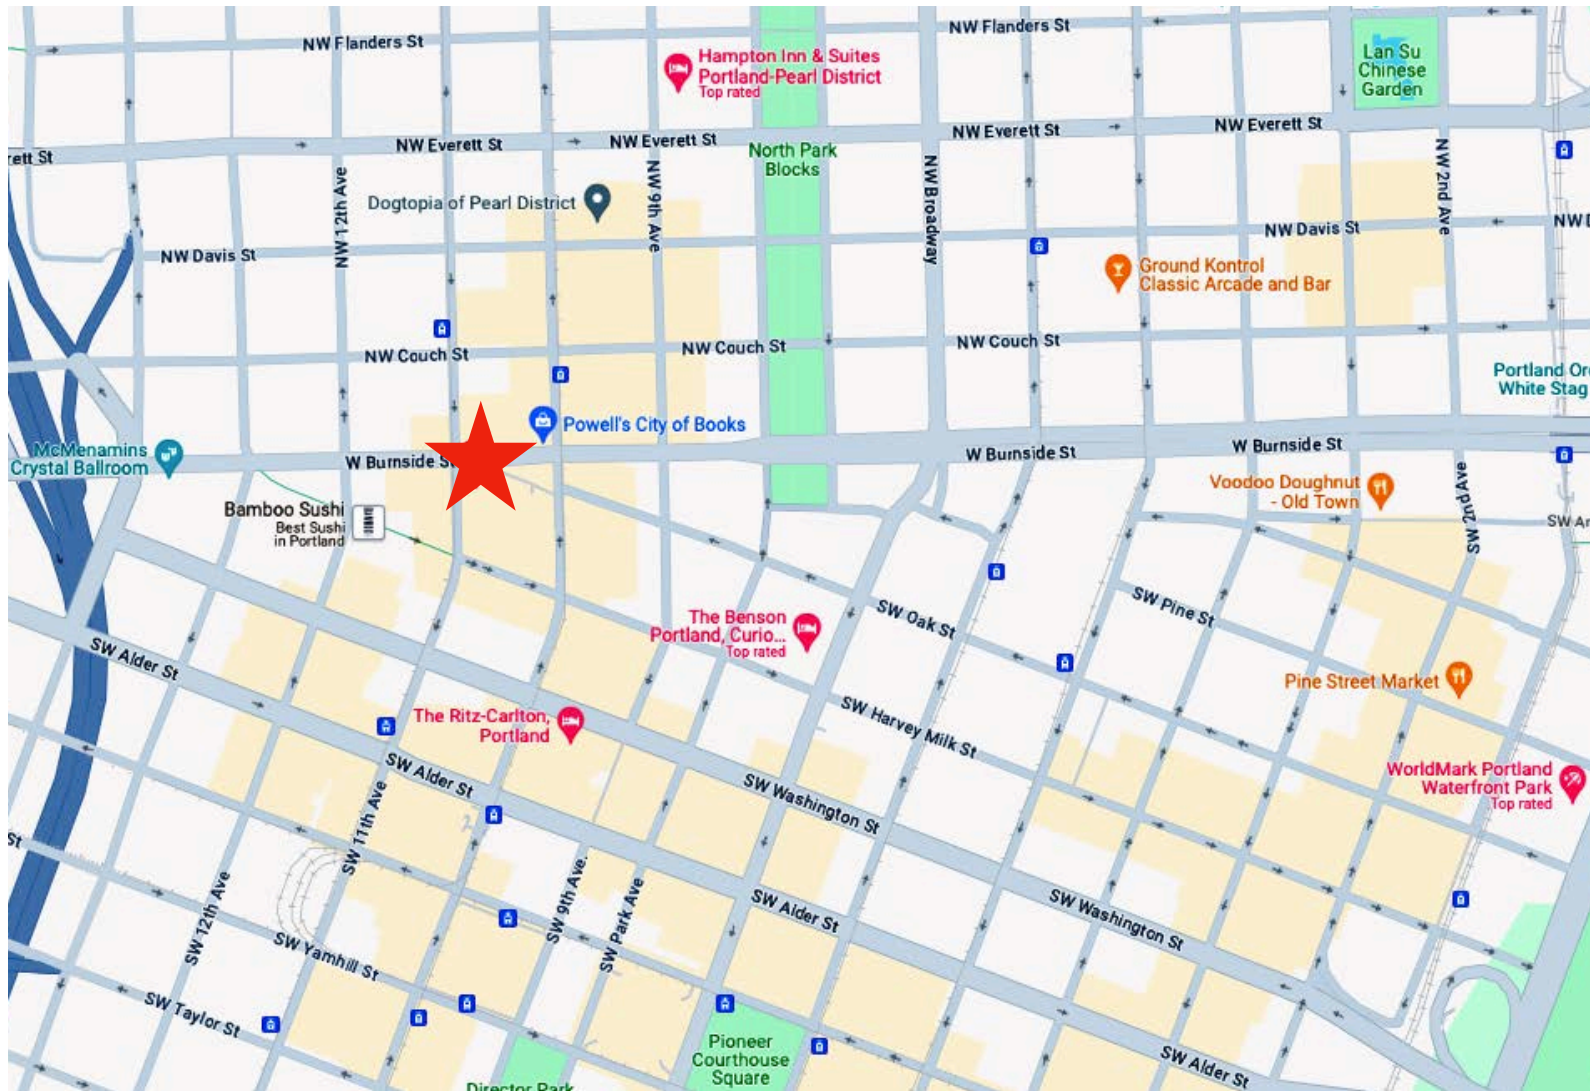 NW Flanders St
NW Flanders St
Hampton Inn & Suites
Portland-Pearl District
Top rated
Lan Su
Chinese
Garden
rett St
NW Everett St
NW Everett St
NW Everett St
NW Everett St
North Park
Blocks
NW 12th Ave
Dogtopia of Pearl District
NW 9th Ave
NW Broadway
NW 2nd Ave
NW Davis St
NW Davis St
NW D
Ground Kontrol
Classic Arcade and Bar
NW Couch St
NW Couch St
NW Couch St
Portland Or
White Stag
Powell's City of Books
McMenamins
Crystal Ballroom
W Burnside St
W Burnside St
W Burnside St
Bamboo Sushi
Best Sushi
in Portland
Voodoo Doughnut
- Old Town
SW 2nd Ave
SW An
The Benson
Portland, Curio...
Top rated
SW Oak St
SW Pine St
SW Alder St
Pine Street Market
The Ritz-Carlton,
Portland
SW Harvey Milk St
SW Alder St
SW Washington St
WorldMark Portland
Waterfront Park
Top rated
St
SW 11th Ave
SW 12th Ave
SW 9th Ave
SW Park Ave
SW Alder St
SW Washington St
SW Yamhill St
SW Taylor St
Pioneer
Courthouse
Square
SW Alder St
Director Park